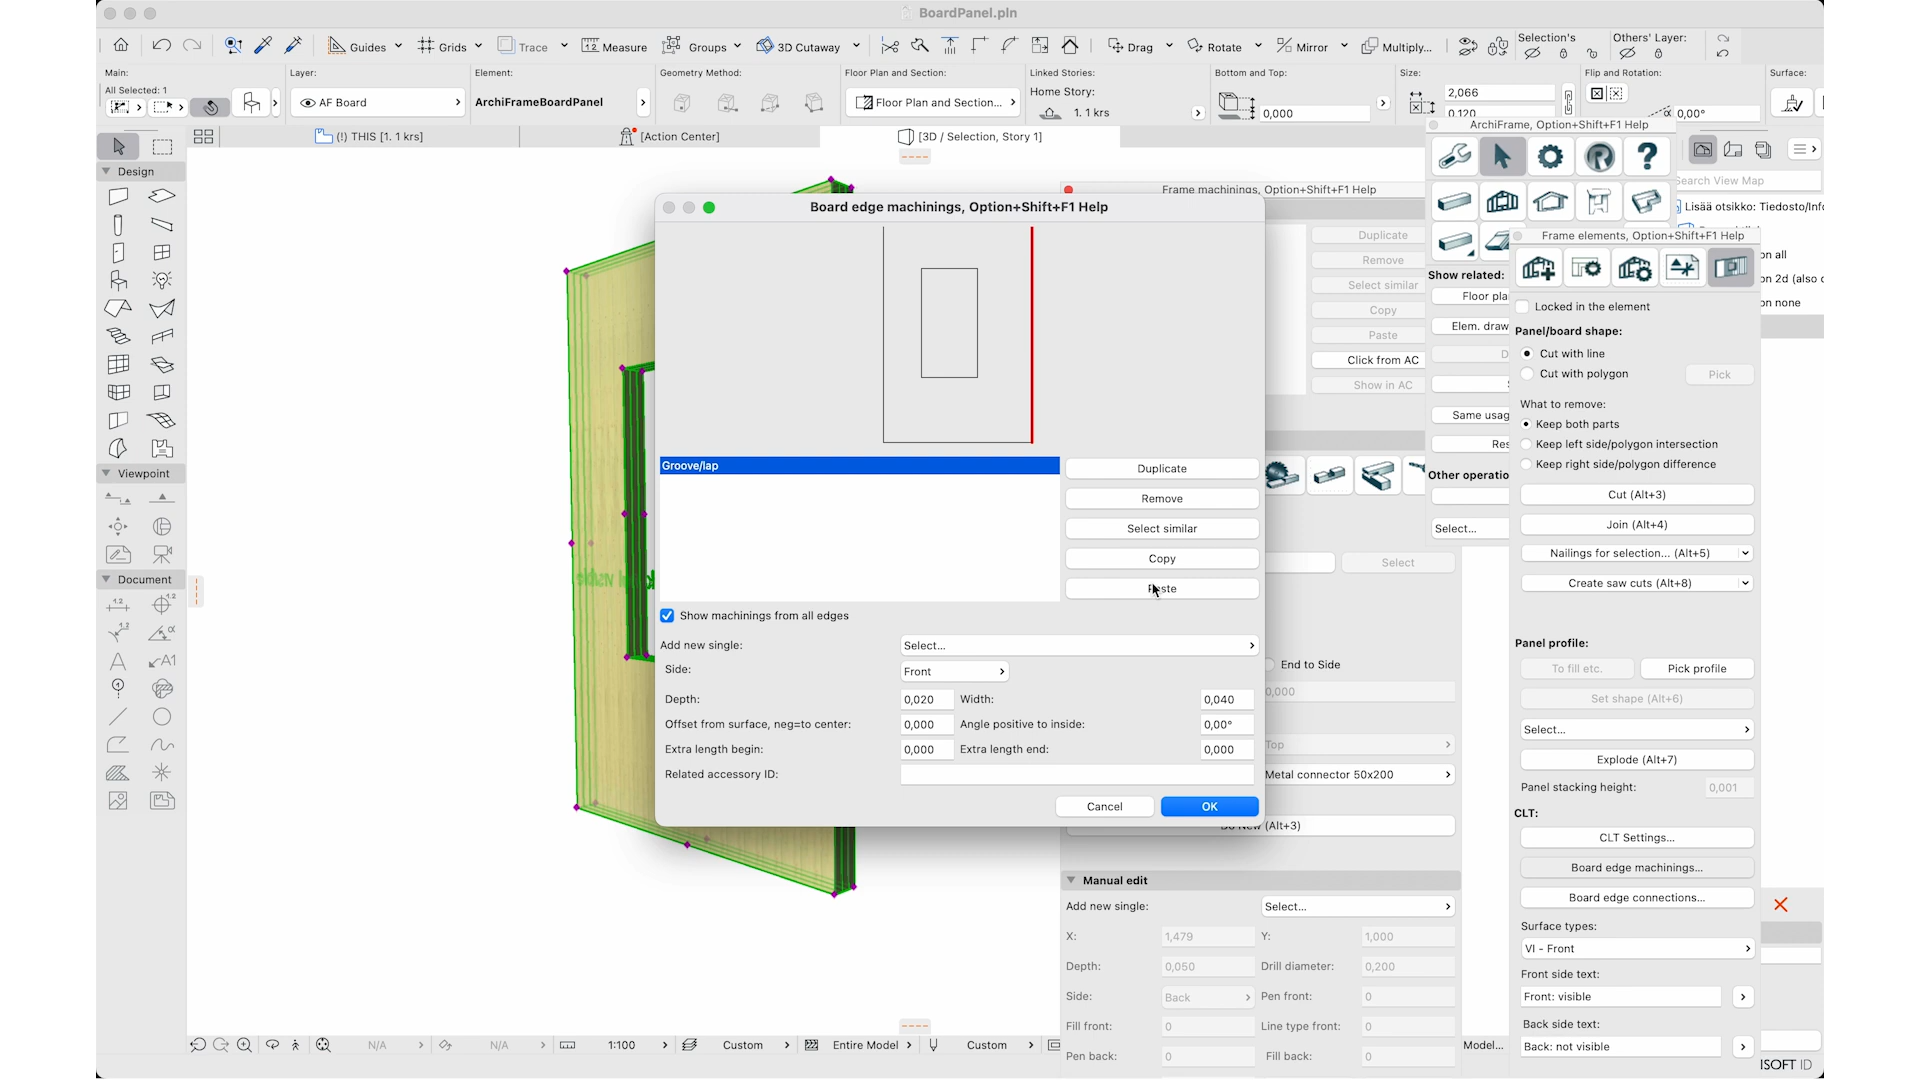 BoardPanel.pln
Guides
Grids
Trace
Measure
Groups
3D Cutaway
Drag
Rotate
Mirror
Multiply...
Selection's
Others' Layer:
Main:
All Selected: 1
Layer:
AF Board
Element:
ArchiFrameBoardPanel
Geometry Method:
Floor Plan and Section:
Floor Plan and Section...
Linked Stories:
Home Story:
1. 1 krs
Bottom and Top:
0,000
Size:
2,066
0,120
Flip and Rotation:
0,00°
Surface:
(!) THIS [1. 1 krs]
[Action Center]
[3D / Selection, Story 1]
ArchiFrame, Option+Shift+F1 Help
Search View Map
Design
Viewpoint
Document
Frame machinings, Option+Shift+F1 Help
Duplicate
Remove
Select similar
Copy
Paste
Click from AC
Show in AC
Board edge machinings, Option+Shift+F1 Help
Groove/lap
Duplicate
Remove
Select similar
Copy
Show machinings from all edges
Add new single:
Select...
Side:
Front
Depth:
0,020
Width:
0,040
Offset from surface, neg=to center:
0,000
Angle positive to inside:
0,00°
Extra length begin:
0,000
Extra length end:
0,000
Related accessory ID:
Cancel
OK
Select
End to Side
0,000
Top
Metal connector 50x200
(Alt+3)
Manual edit
Add new single:
Select...
X:
1,479
Y:
1,000
Depth:
0,050
Drill diameter:
0,200
Side:
Back
Pen front:
0
Fill front:
0
Line type front:
0
Pen back:
0
Fill back:
0
Show related:
Floor pla
Elem. draw
Same usag
Res
Other operatio
Select...
Lisää otsikko: Tiedosto/Info
on all
on 2d (also c
on none
Frame elements, Option+Shift+F1 Help
Locked in the element
Panel/board shape:
Cut with line
Cut with polygon
Pick
What to remove:
Keep both parts
Keep left side/polygon intersection
Keep right side/polygon difference
Cut (Alt+3)
Join (Alt+4)
Nailings for selection... (Alt+5)
Create saw cuts (Alt+8)
Panel profile:
To fill etc.
Pick profile
Set shape (Alt+6)
Select...
Explode (Alt+7)
Panel stacking height:
0,001
CLT:
CLT Settings...
Board edge machinings...
Board edge connections...
Surface types:
VI - Front
Front side text:
Front: visible
Back side text:
Back: not visible
N/A
N/A
1:100
Custom
Entire Model
Custom
Model...
ISOFT ID